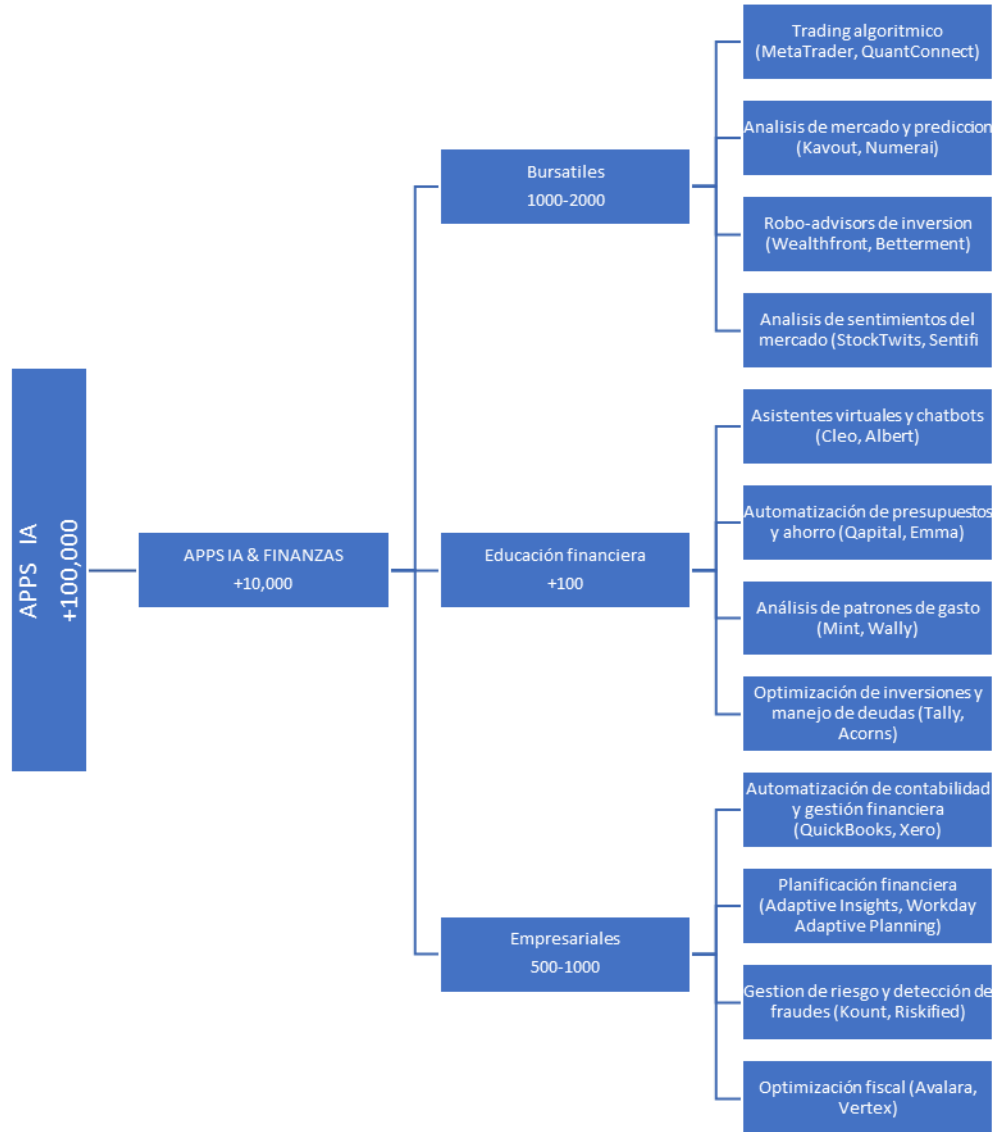 APPS IA
+100,000
APPS IA & FINANZAS
+10,000
Bursatiles
1000-2000
Trading algoritmico
(MetaTrader, QuantConnect)
Analisis de mercado y prediccion
(Kavout, Numerai)
Robo-advisors de inversion
(Wealthfront, Betterment)
Analisis de sentimientos del
mercado (StockTwits, Sentifi
Educación financiera
+100
Asistentes virtuales y chatbots
(Cleo, Albert)
Automatización de presupuestos
y ahorro (Qapital, Emma)
Análisis de patrones de gasto
(Mint, Wally)
Optimización de inversiones y
manejo de deudas (Tally,
Acorns)
Empresariales
500-1000
Automatización de contabilidad
y gestión financiera
(QuickBooks, Xero)
Planificación financiera
(Adaptive Insights, Workday
Adaptive Planning)
Gestion de riesgo y detección de
fraudes (Kount, Riskified)
Optimización fiscal (Avalara,
Vertex)